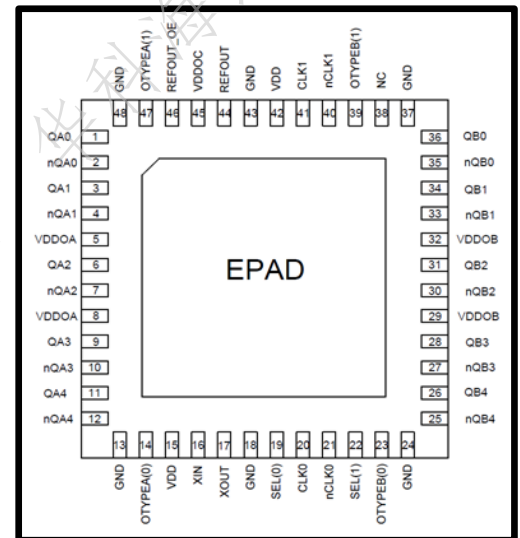 华科海
GND
OTYPEA(1)
REFOUT_OE
VDDOC
REFOUT
GND
VDD
CLK1
nCLK1
OTYPEB(1)
NC
GND
48 47 46 45 44 43 42 41 40 39 38 37
QA0 1
nQA0 2
QA1 3
nQA1 4
VDDOA 5
QA2 6
nQA2 7
VDDOA 8
QA3 9
nQA3 10
QA4 11
nQA4 12
EPAD
36 QB0
35 nQB0
34 QB1
33 nQB1
32 VDDOB
31 QB2
30 nQB2
29 VDDOB
28 QB3
27 nQB3
26 QB4
25 nQB4
13 14 15 16 17 18 19 20 21 22 23 24
GND
OTYPEA(0)
VDD
XIN
XOUT
GND
SEL(0)
CLK0
nCLK0
SEL(1)
OTYPEB(0)
GND